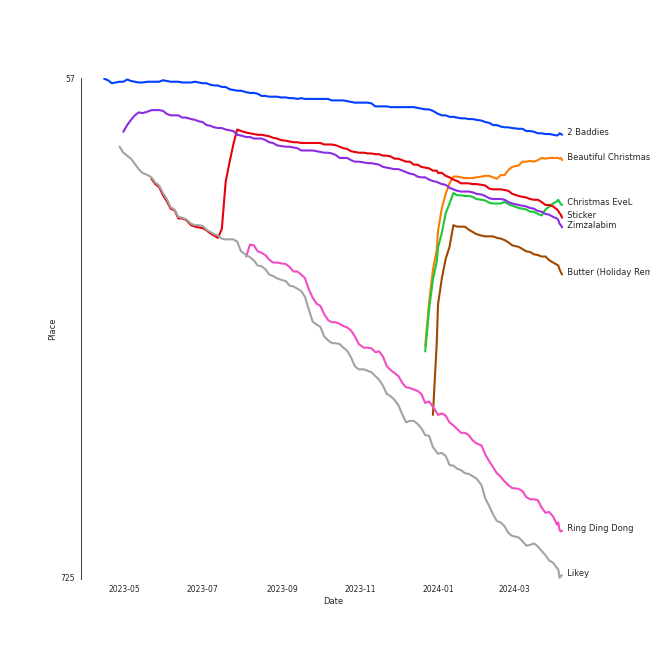 57
2 Baddies
Beautiful Christmas
Christmas EveL
Sticker
Zimzalabim
Butter (Holiday Rem
Place
Ring Ding Dong
Likey
725
2023-05 2023-07 2023-09 2023-11 2024-01 2024-03
Date